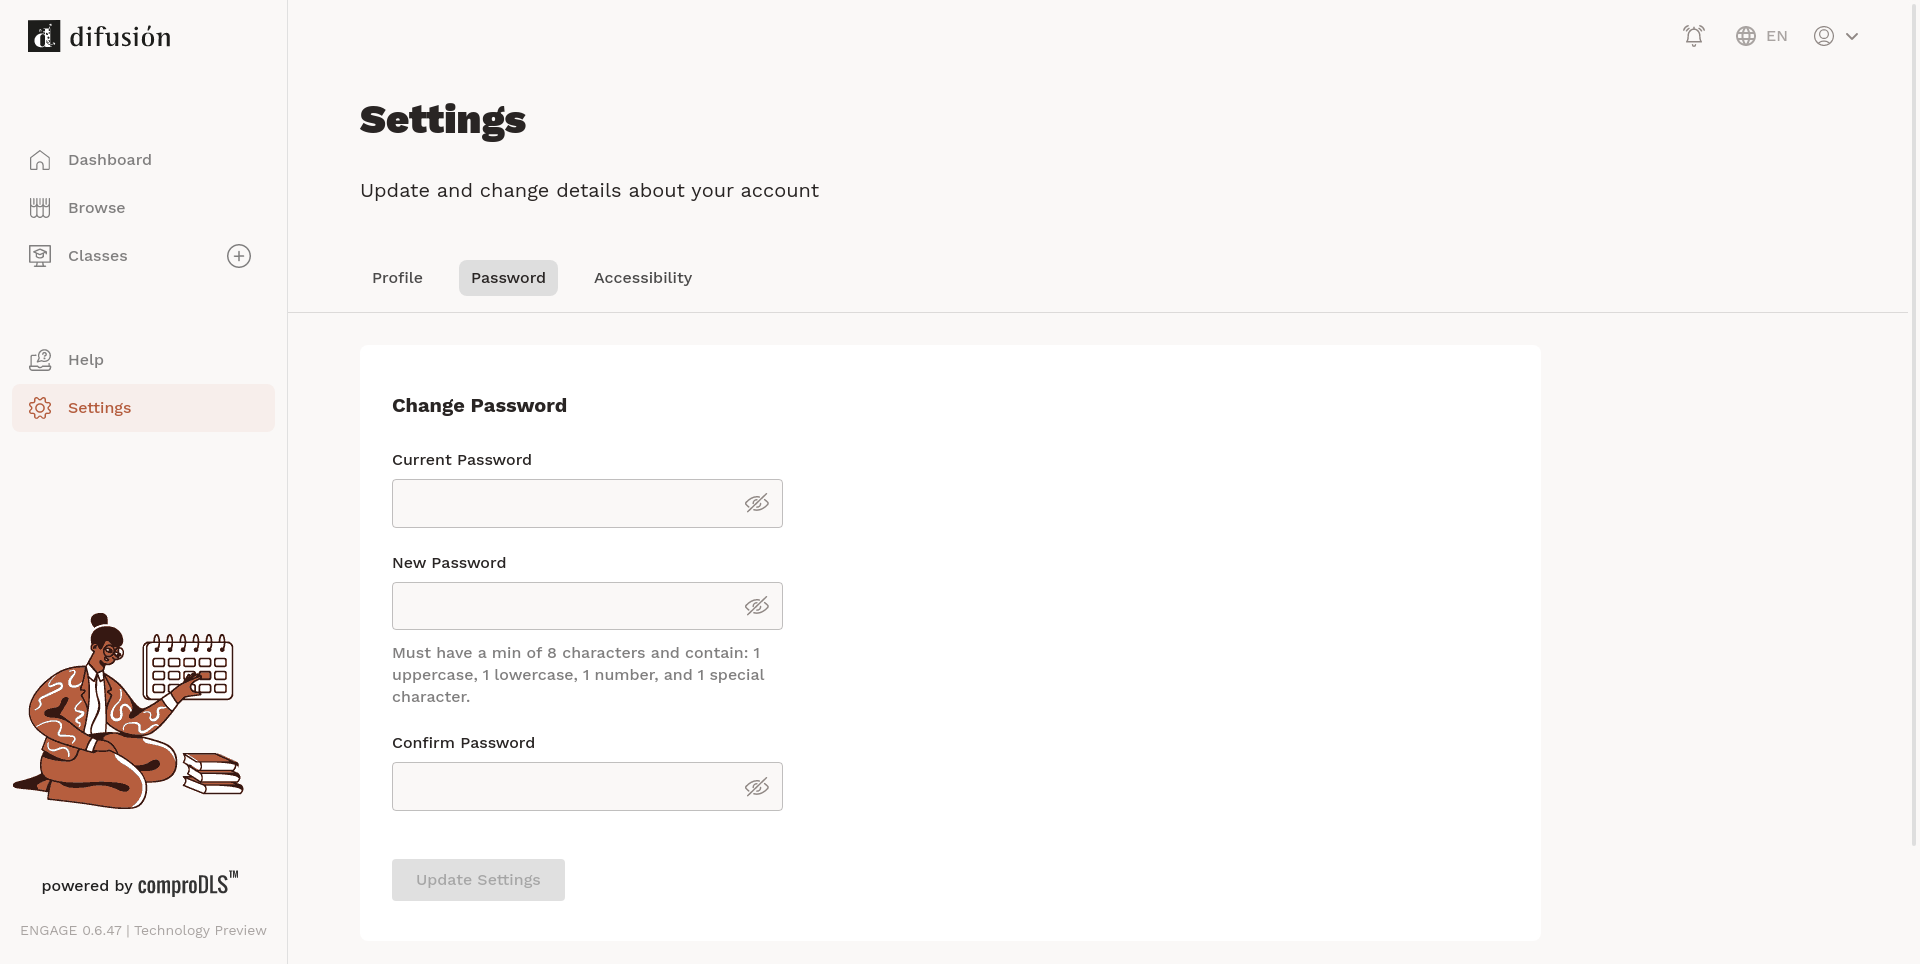 difusión
EN
Dashboard
Browse
Classes
Help
Settings
powered by comproDLS™
ENGAGE 0.6.47 | Technology Preview
Settings
Update and change details about your account
Profile
Password
Accessibility
Change Password
Current Password
New Password
Must have a min of 8 characters and contain: 1
uppercase, 1 lowercase, 1 number, and 1 special
character.
Confirm Password
Update Settings